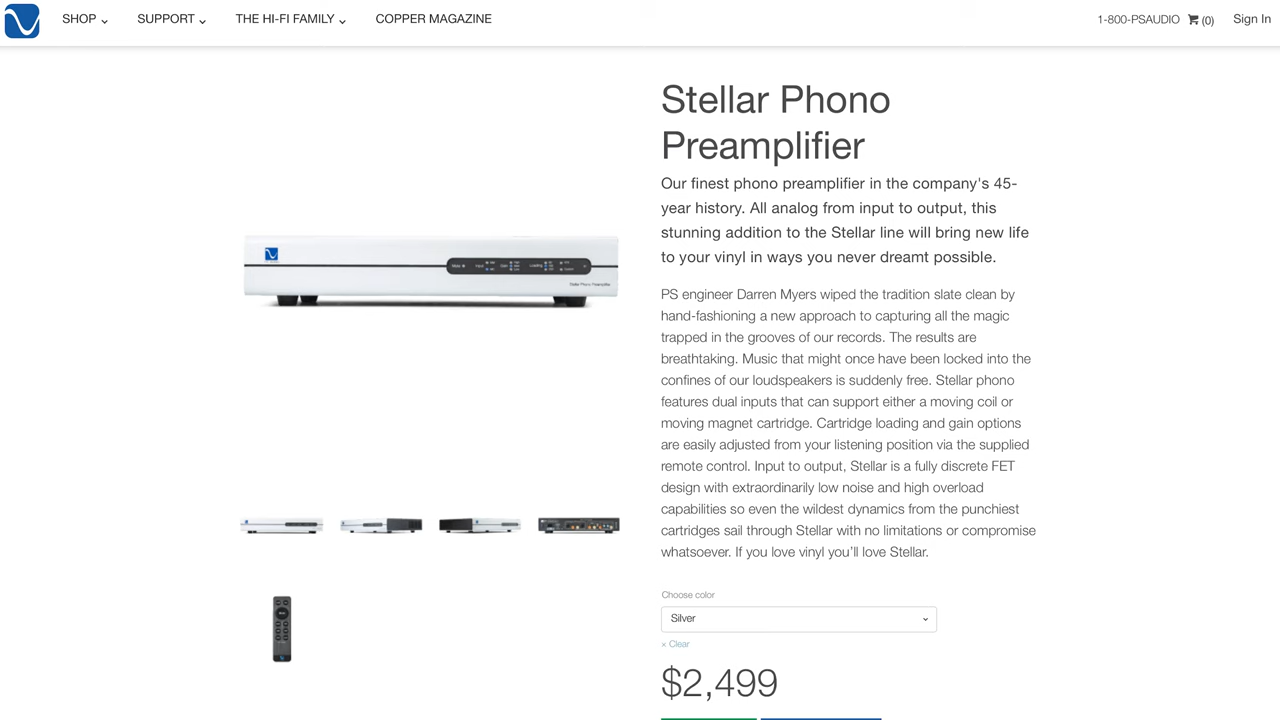 SHOP
SUPPORT
THE HI-FI FAMILY
COPPER MAGAZINE
1-800-PSAUDIO
(0)
Sign In
Stellar Phono
Preamplifier
Our finest phono preamplifier in the company's 45-
year history. All analog from input to output, this
stunning addition to the Stellar line will bring new life
to your vinyl in ways you never dreamt possible.
PS engineer Darren Myers wiped the tradition slate clean by
hand-fashioning a new approach to capturing all the magic
trapped in the grooves of our records. The results are
breathtaking. Music that might once have been locked into the
confines of our loudspeakers is suddenly free. Stellar phono
features dual inputs that can support either a moving coil or
moving magnet cartridge. Cartridge loading and gain options
are easily adjusted from your listening position via the supplied
remote control. Input to output, Stellar is a fully discrete FET
design with extraordinarily low noise and high overload
capabilities so even the wildest dynamics from the punchiest
cartridges sail through Stellar with no limitations or compromise
whatsoever. If you love vinyl you’ll love Stellar.
Choose color
Silver
× Clear
$2,499
Stellar Phono Preamplifier